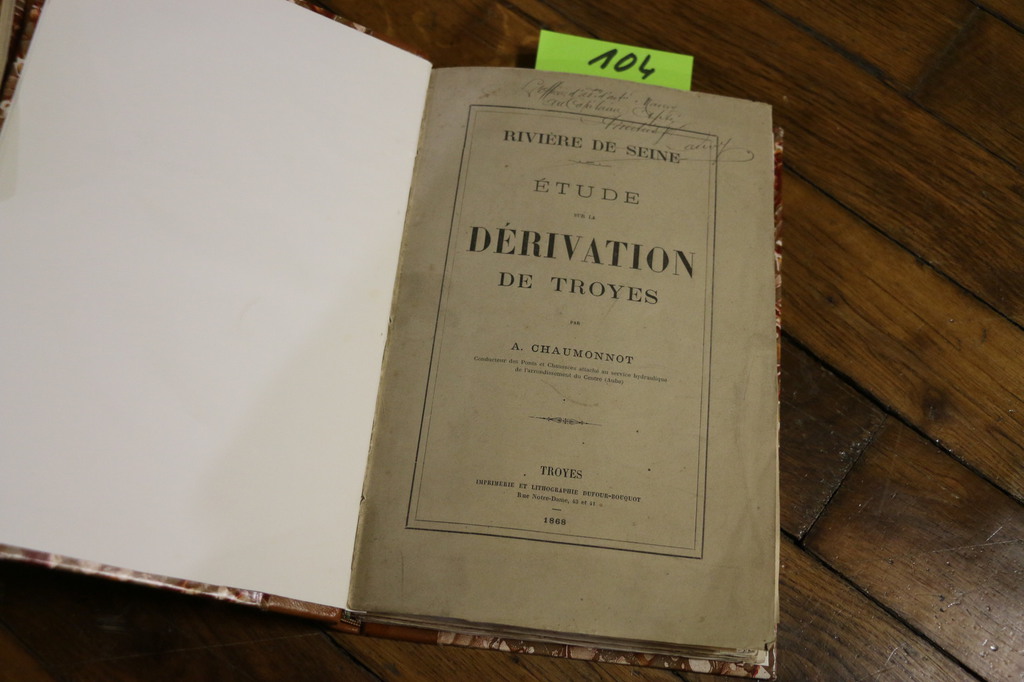 104
RIVIÈRE DE SEINE
ÉTUDE
SUR LA
DÉRIVATION
DE TROYES
PAR
A. CHAUMONNOT
Conducteur des Ponts et Chaussées attaché au service hydraulique
de l'arrondissement du Centre (Aube)
TROYES
IMPRIMERIE ET LITHOGRAPHIE DUFOUR-BOUQUOT
Rue Notre-Dame, 43 et 41
1868